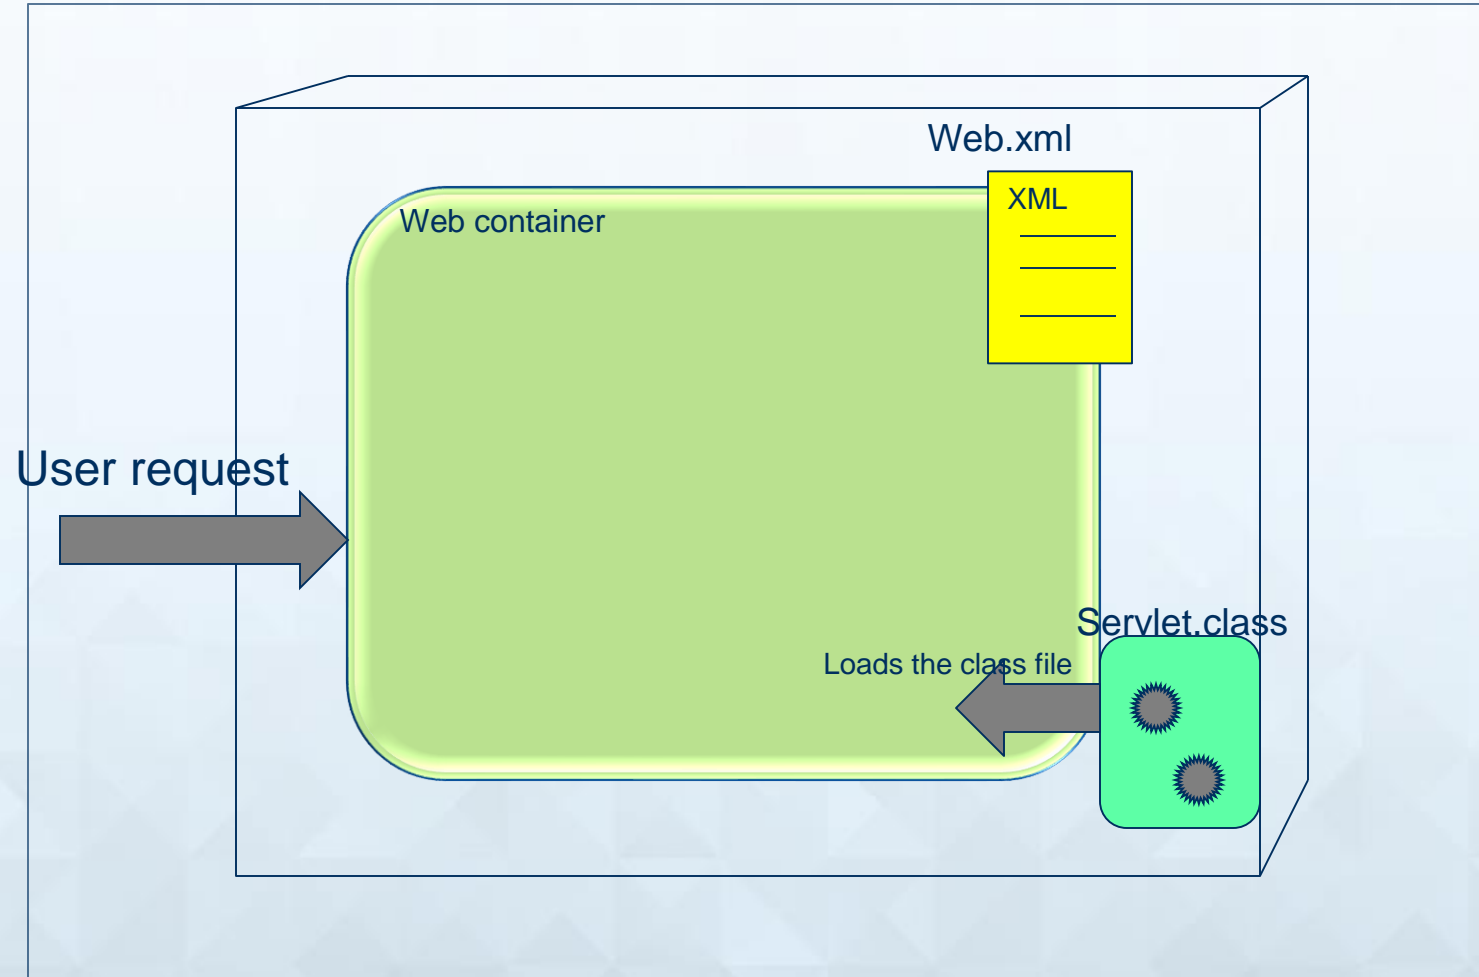 Web.xml
XML
Web container
User request
Servlet.class
Loads the class file